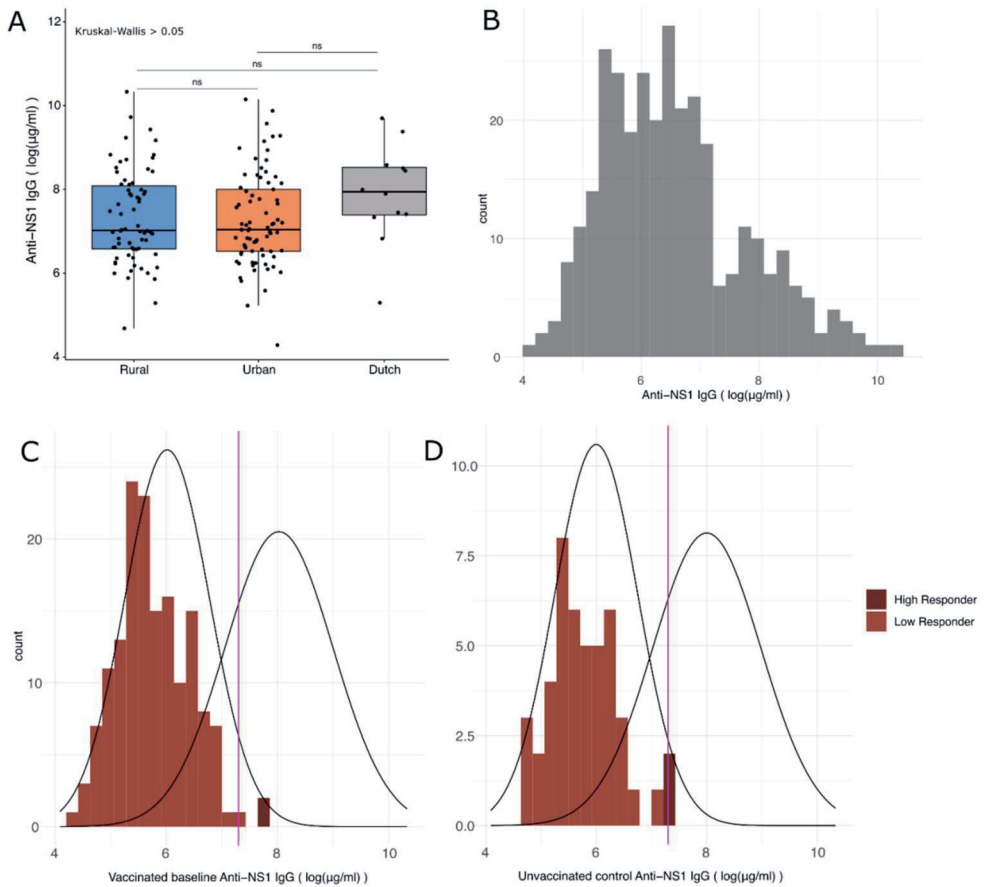 A
Kruskal-Wallis > 0.05
ns
ns
ns
12
10
8
6
4
Anti-NS1 IgG ( log(µg/ml) )
Rural
Urban
Dutch
B
20
10
0
count
4
6
8
10
Anti−NS1 IgG ( log(µg/ml) )
C
20
10
0
count
4
6
8
10
Vaccinated baseline Anti-NS1 IgG ( log(µg/ml) )
D
10.0
7.5
5.0
2.5
0.0
4
6
8
10
Unvaccinated control Anti-NS1 IgG ( log(µg/ml) )
High Responder
Low Responder